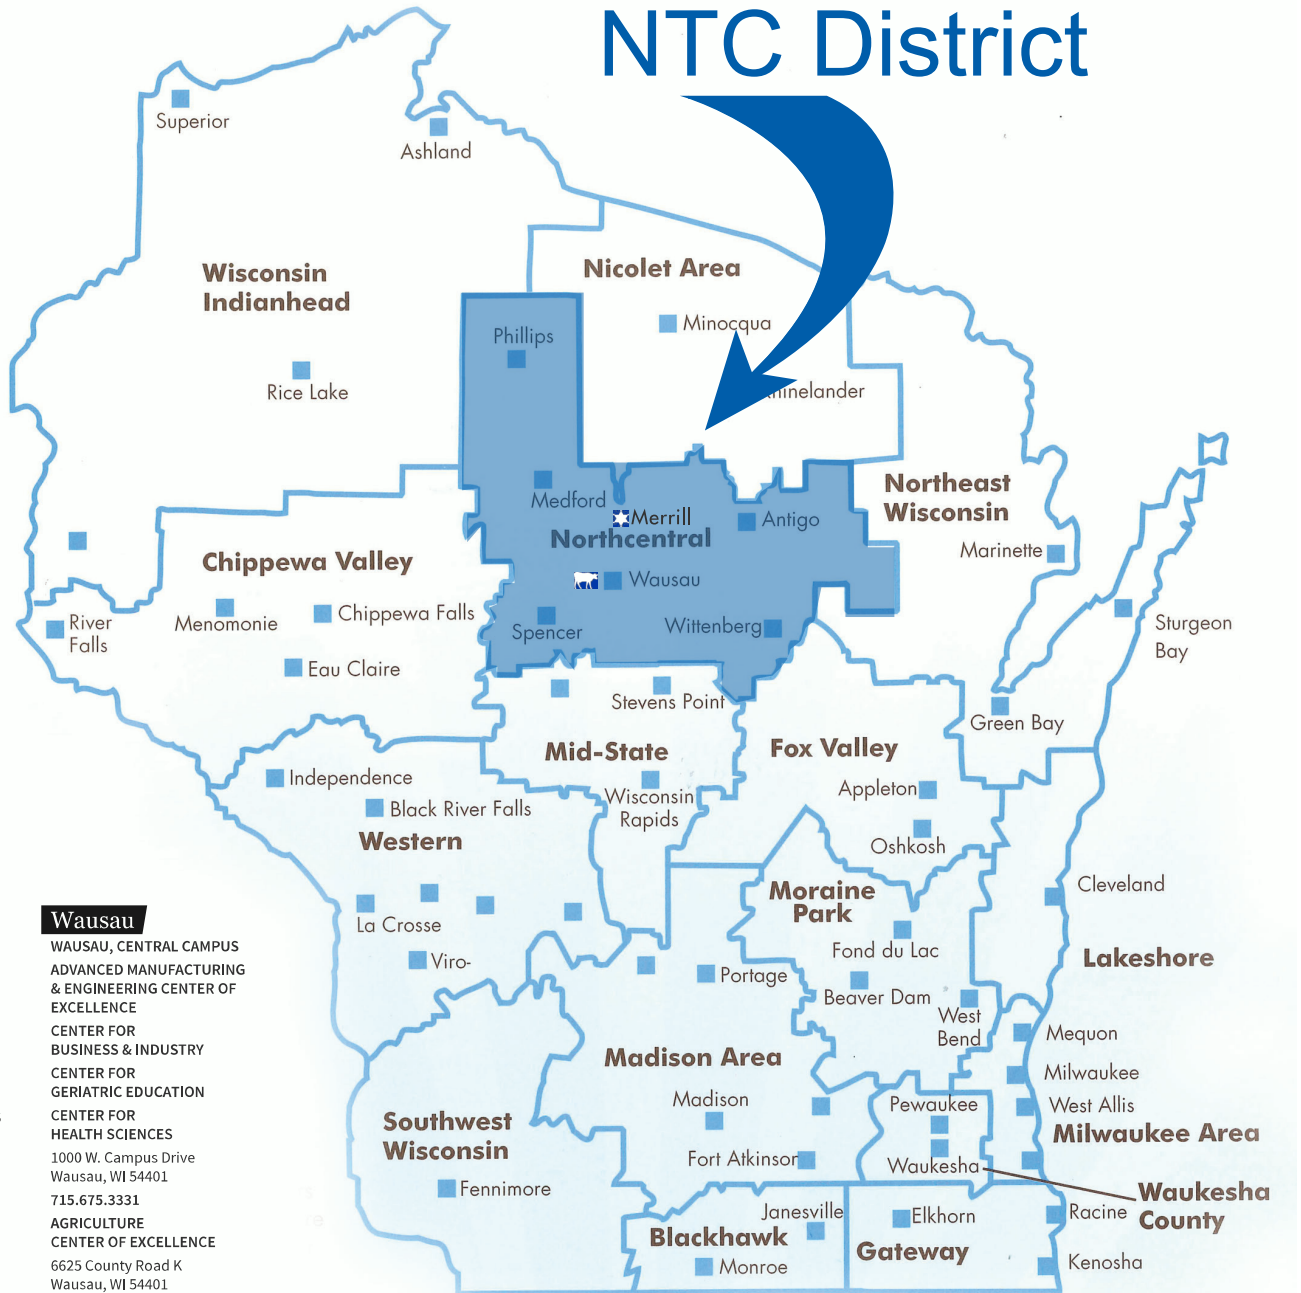 NTC District
Superior
Ashland
Wisconsin
Indianhead
Nicolet Area
Minocqua
Phillips
Rice Lake
hinelander
Northeast
Wisconsin
Medford
Merrill
Antigo
Northcentral
Marinette
Chippewa Valley
Wausau
Menomonie
Chippewa Falls
River
Falls
Spencer
Wittenberg
Sturgeon
Bay
Eau Claire
Stevens Point
Green Bay
Mid-State
Fox Valley
Independence
Appleton
Wisconsin
Rapids
Black River Falls
Western
Oshkosh
Moraine
Park
Cleveland
La Crosse
Fond du Lac
Lakeshore
Viro-
Portage
Beaver Dam
West
Bend
Mequon
Madison Area
Milwaukee
Madison
Pewaukee
West Allis
Milwaukee Area
Southwest
Wisconsin
Fort Atkinson
Waukesha
Waukesha
County
Fennimore
Janesville
Elkhorn
Racine
Blackhawk
Gateway
Monroe
Kenosha
Wausau
WAUSAU, CENTRAL CAMPUS
ADVANCED MANUFACTURING
& ENGINEERING CENTER OF
EXCELLENCE
CENTER FOR
BUSINESS & INDUSTRY
CENTER FOR
GERIATRIC EDUCATION
CENTER FOR
HEALTH SCIENCES
1000 W. Campus Drive
Wausau, WI 54401
715.675.3331
AGRICULTURE
CENTER OF EXCELLENCE
6625 County Road K
Wausau, WI 54401